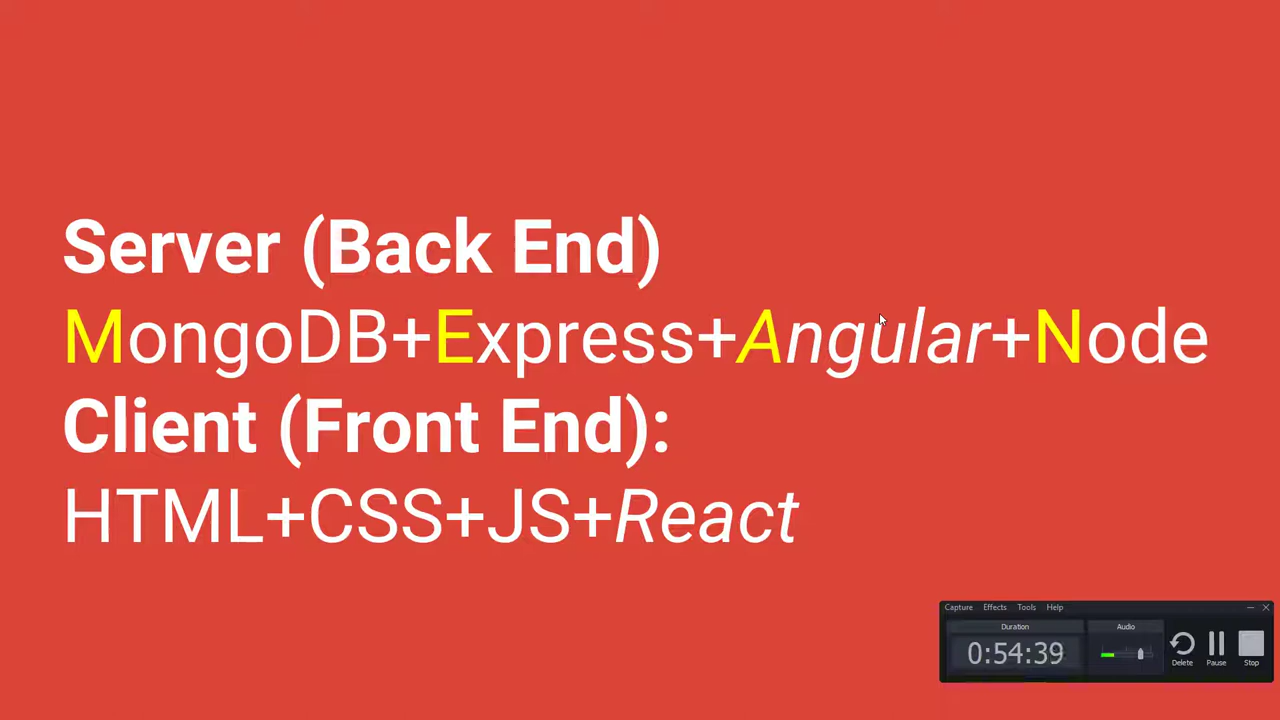 Server (Back End)
MongoDB+Express+Angular+Node
Client (Front End):
HTML+CSS+JS+React
Capture Effects Tools Help
Duration Audio
0:54:39
Delete Pause Stop